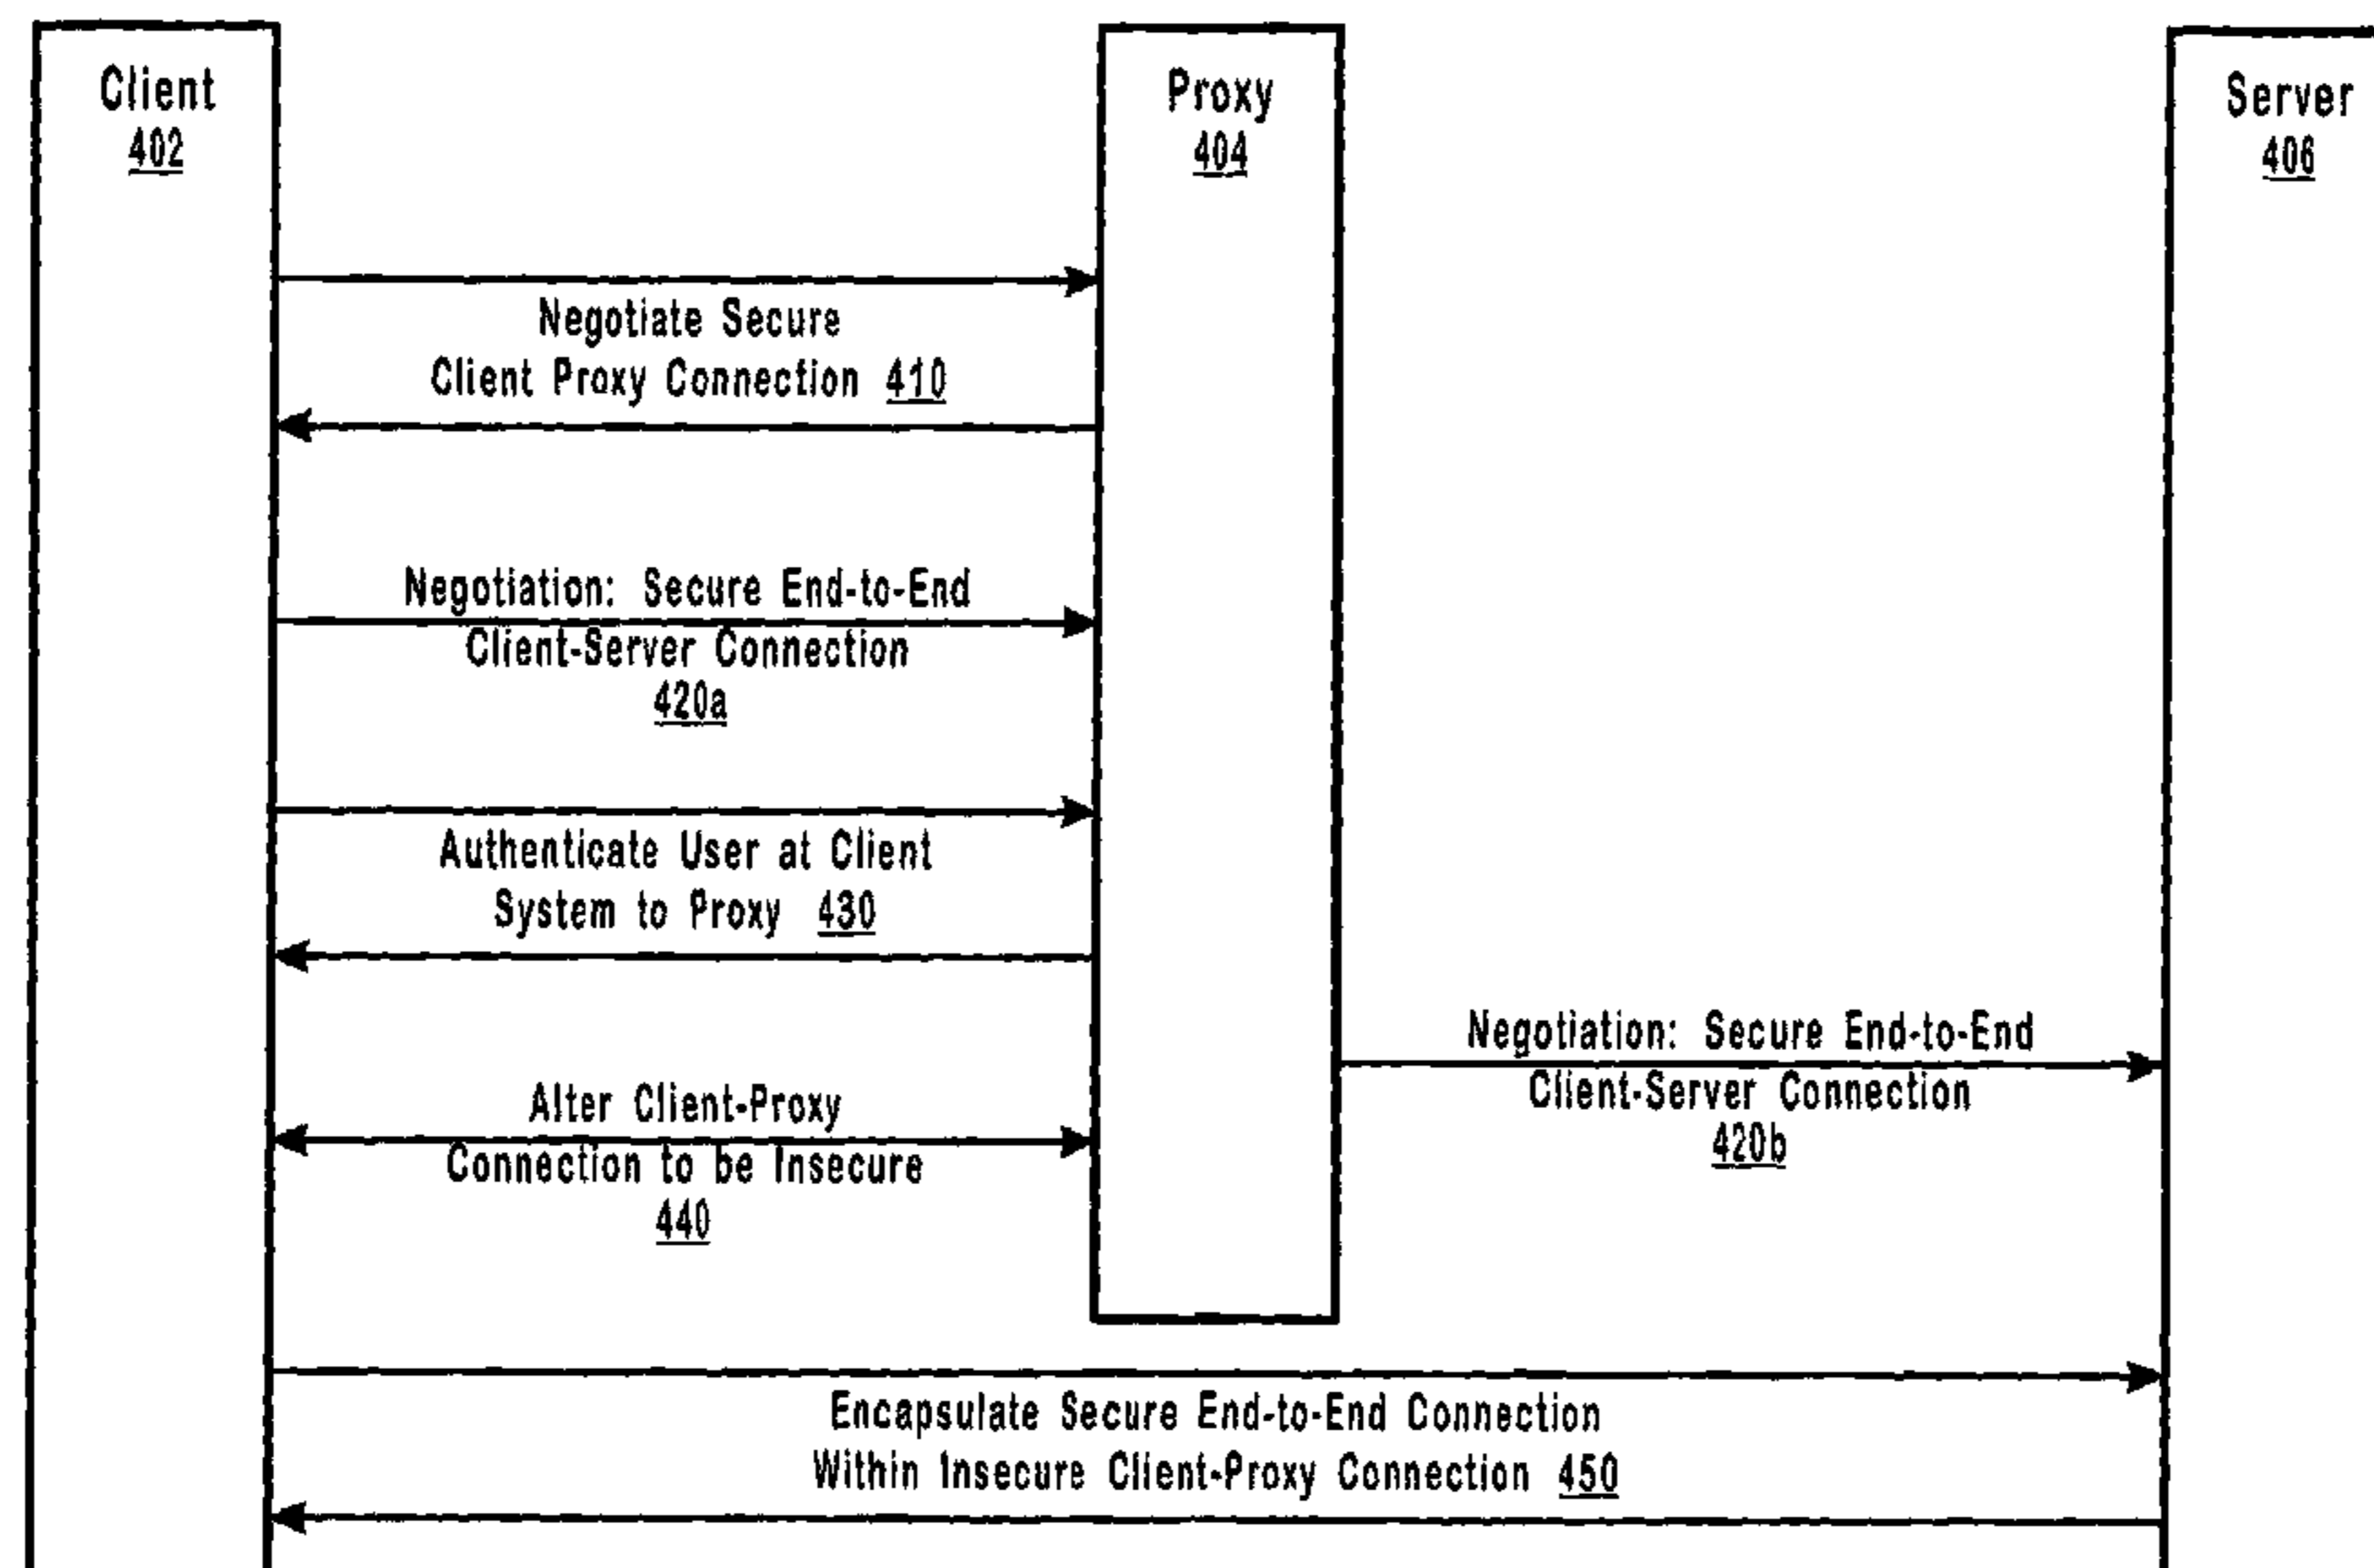 Client
402
Proxy
404
Server
406
Negotiate Secure
Client Proxy Connection 410
Negotiation: Secure End-to-End
Client-Server Connection
420a
Authenticate User at Client
System to Proxy 430
Negotiation: Secure End-to-End
Client-Server Connection
420b
Alter Client-Proxy
Connection to be Insecure
440
Encapsulate Secure End-to-End Connection
Within Insecure Client-Proxy Connection 450